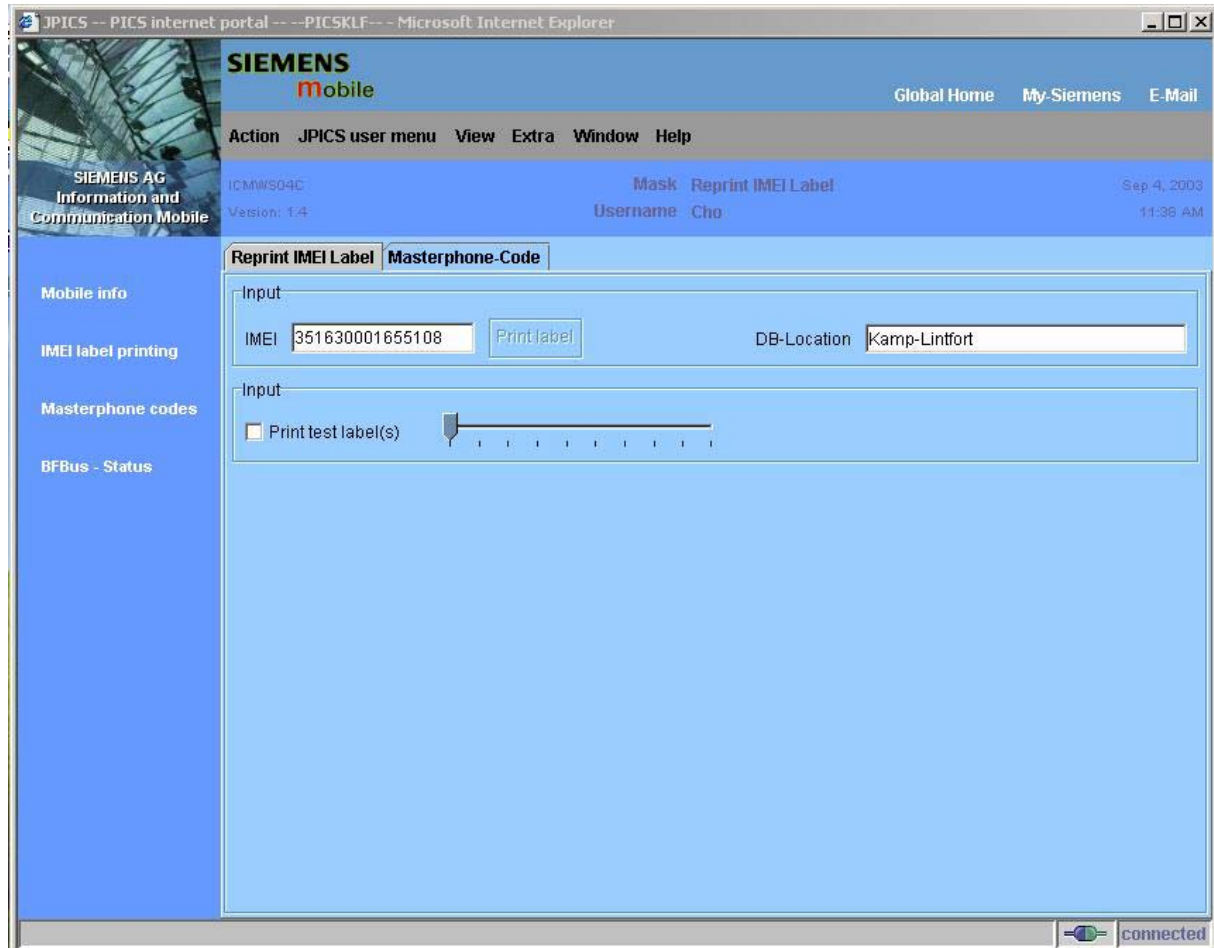 JPICS -- PICS internet portal -- --PICSKLF-- - Microsoft Internet Explorer
SIEMENS
mobile
Global Home My-Siemens E-Mail
Action JPICS user menu View Extra Window Help
SIEMENS AG
Information and
Communication Mobile
ICMWS04C Mask Reprint IMEI Label Sep 4, 2003
Version: 1.4 Username Cho 11:38 AM
Reprint IMEI Label Masterphone-Code
Mobile info
IMEI label printing
Masterphone codes
BFBus - Status
Input
IMEI 351630001655108 Print label DB-Location Kamp-Lintfort
Input
Print test label(s)
connected